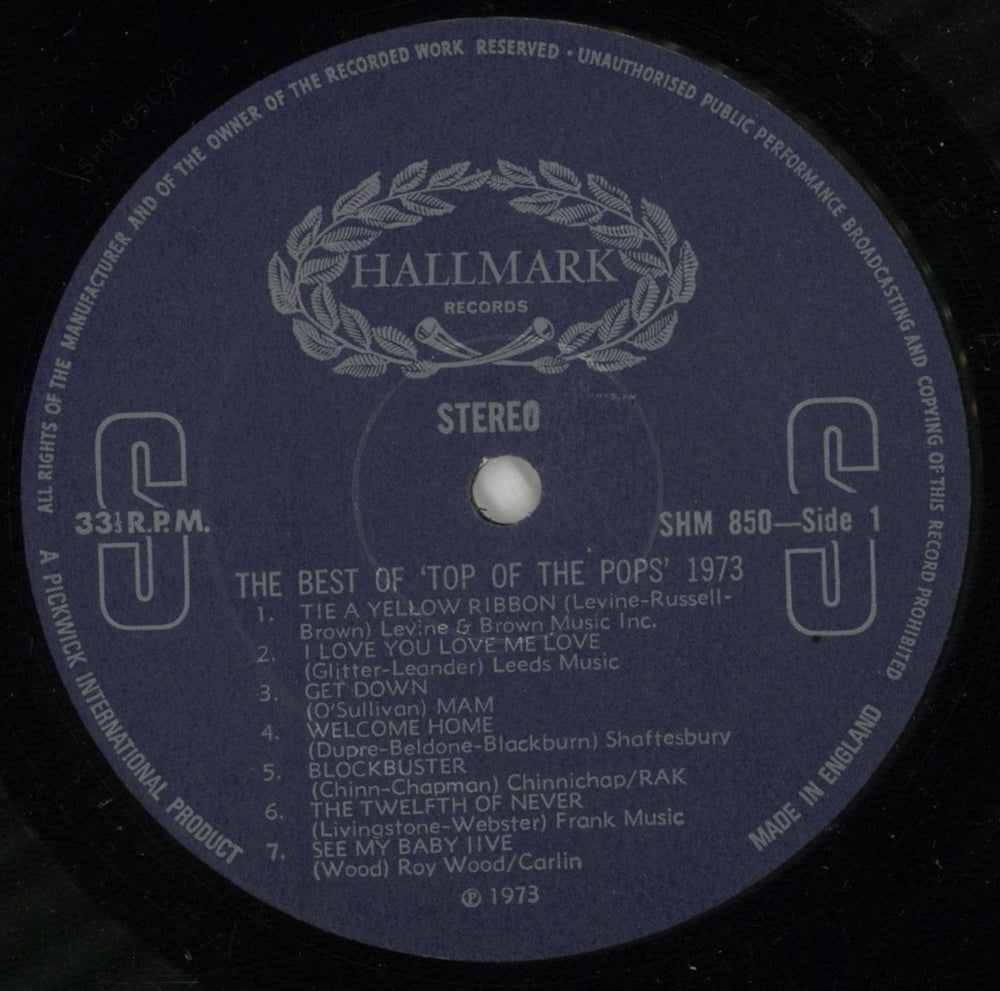 ALL RIGHTS OF THE MANUFACTURER AND OF THE OWNER OF THE RECORDED WORK RESERVED · UNAUTHORISED PUBLIC PERFORMANCE BROADCASTING AND COPYING OF THIS RECORD PROHIBITED
SHM 850 A2
HALLMARK
RECORDS
STEREO
S S
33⅓ R.P.M.
SHM 850—Side 1
THE BEST OF ‘TOP OF THE POPS’ 1973
1. TIE A YELLOW RIBBON (Levine-Russell-
Brown) Levine & Brown Music Inc.
2. I LOVE YOU LOVE ME LOVE
(Glitter-Leander) Leeds Music
3. GET DOWN
(O'Sullivan) MAM
4. WELCOME HOME
(Dupre-Beldone-Blackburn) Shaftesbury
5. BLOCKBUSTER
(Chinn-Chapman) Chinnichap/RAK
6. THE TWELFTH OF NEVER
(Livingstone-Webster) Frank Music
7. SEE MY BABY JIVE
(Wood) Roy Wood/Carlin
℗ 1973
A PICKWICK INTERNATIONAL PRODUCT
MADE IN ENGLAND